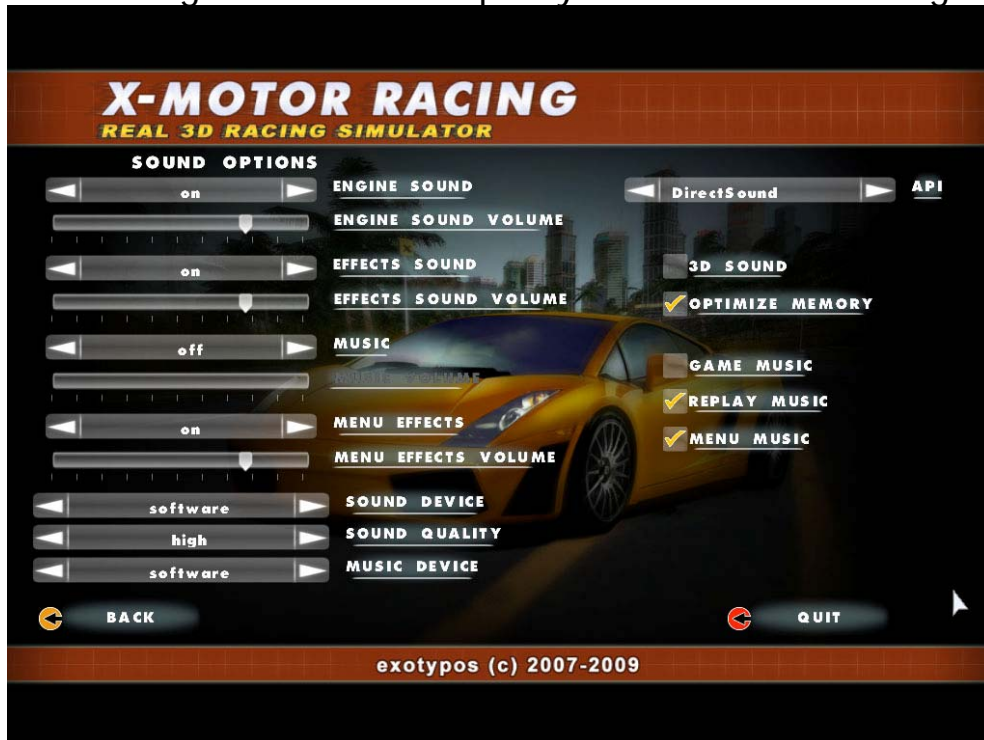 X-MOTOR RACING
REAL 3D RACING SIMULATOR
SOUND OPTIONS
on ENGINE SOUND
ENGINE SOUND VOLUME
on EFFECTS SOUND
EFFECTS SOUND VOLUME
off MUSIC
MUSIC VOLUME
on MENU EFFECTS
MENU EFFECTS VOLUME
software SOUND DEVICE
high SOUND QUALITY
software MUSIC DEVICE
DirectSound API
3D SOUND
OPTIMIZE MEMORY
GAME MUSIC
REPLAY MUSIC
MENU MUSIC
BACK
QUIT
exotypos (c) 2007-2009